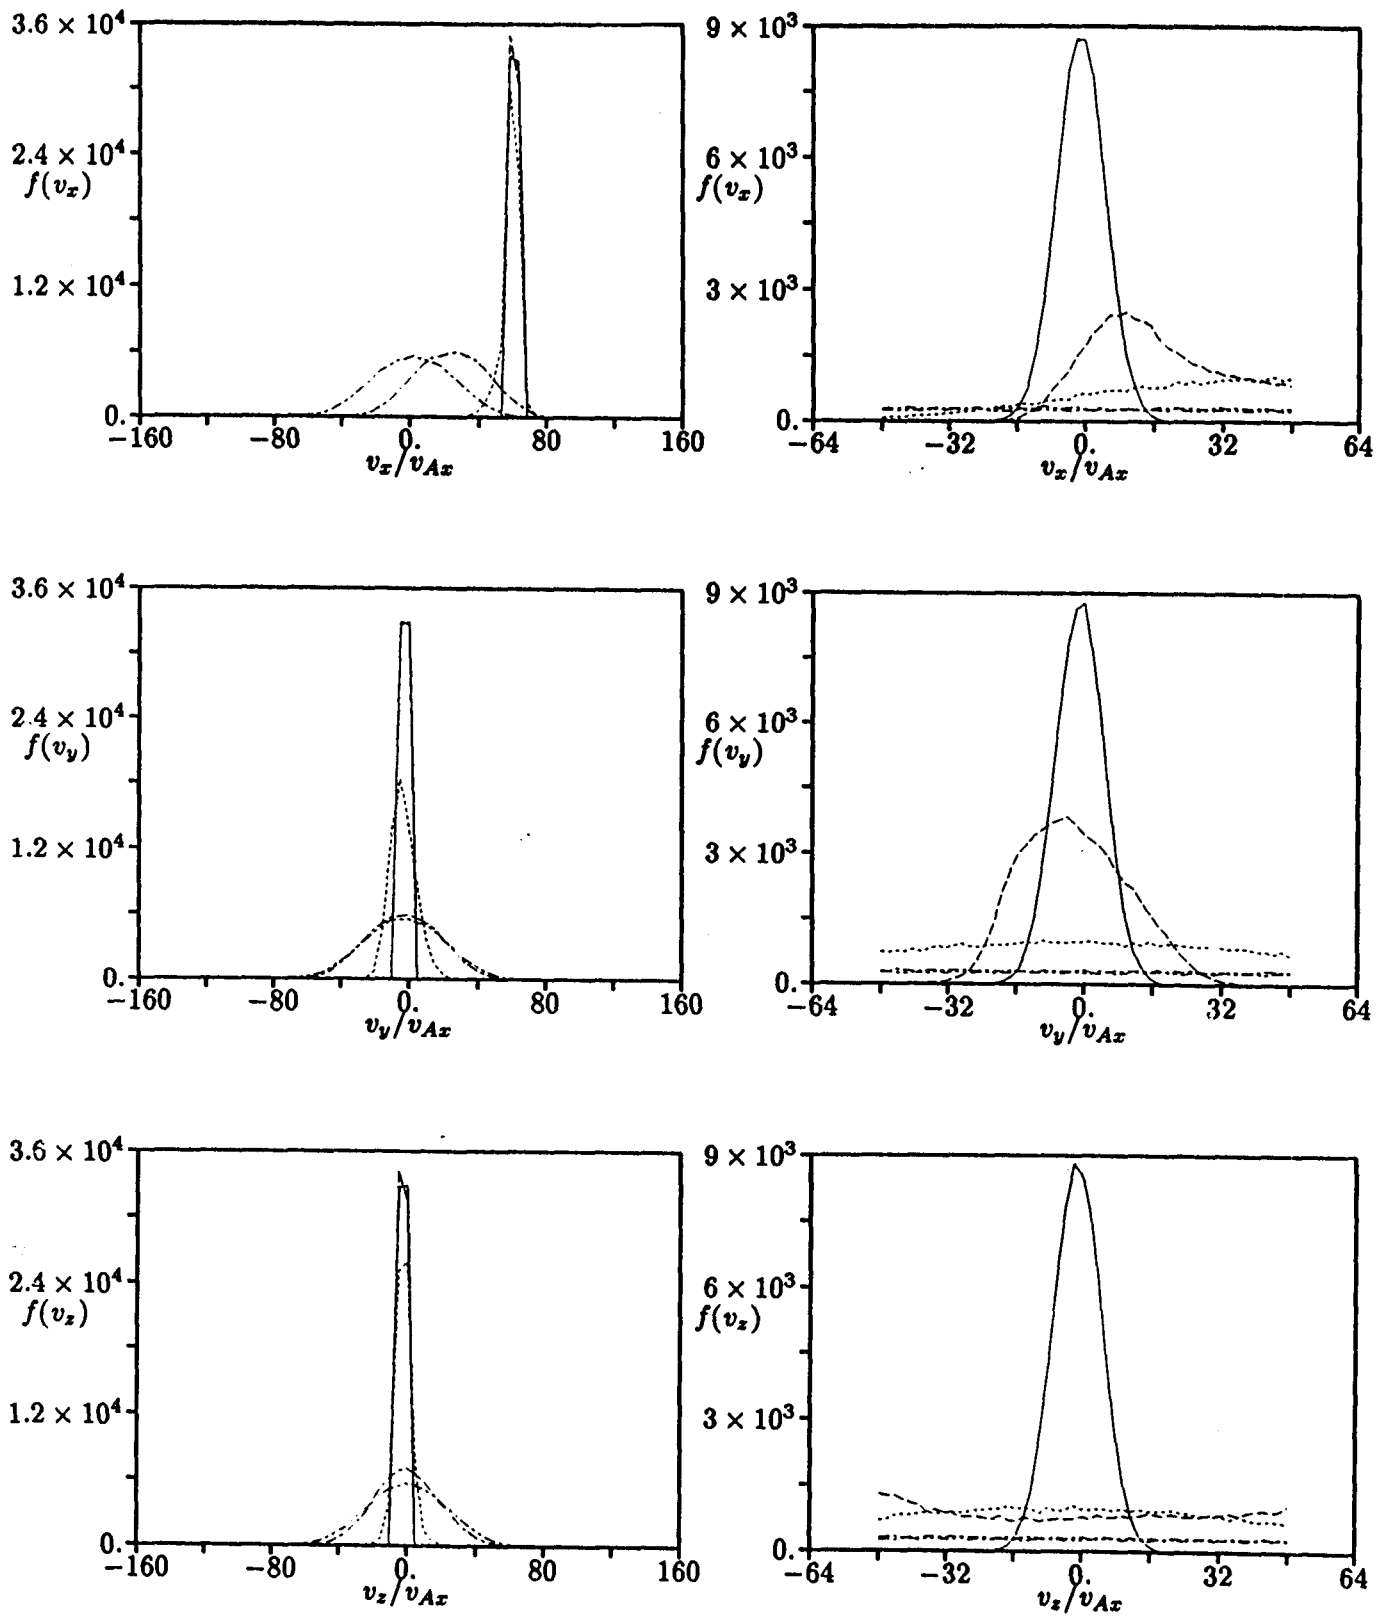 3.6 × 10⁴
2.4 × 10⁴
f(vₓ)
1.2 × 10⁴
0.
−160
−80
0.
80
160
vₓ/v_Ax
9 × 10³
6 × 10³
f(vₓ)
3 × 10³
0.
−64
−32
0.
32
64
vₓ/v_Ax
3.6 × 10⁴
2.4 × 10⁴
f(v_y)
1.2 × 10⁴
0.
−160
−80
0.
80
160
v_y/v_Ax
9 × 10³
6 × 10³
f(v_y)
3 × 10³
0.
−64
−32
0.
32
64
v_y/v_Ax
3.6 × 10⁴
2.4 × 10⁴
f(v_z)
1.2 × 10⁴
0.
−160
−80
0.
80
160
v_z/v_Ax
9 × 10³
6 × 10³
f(v_z)
3 × 10³
0.
−64
−32
0.
32
64
v_z/v_Ax